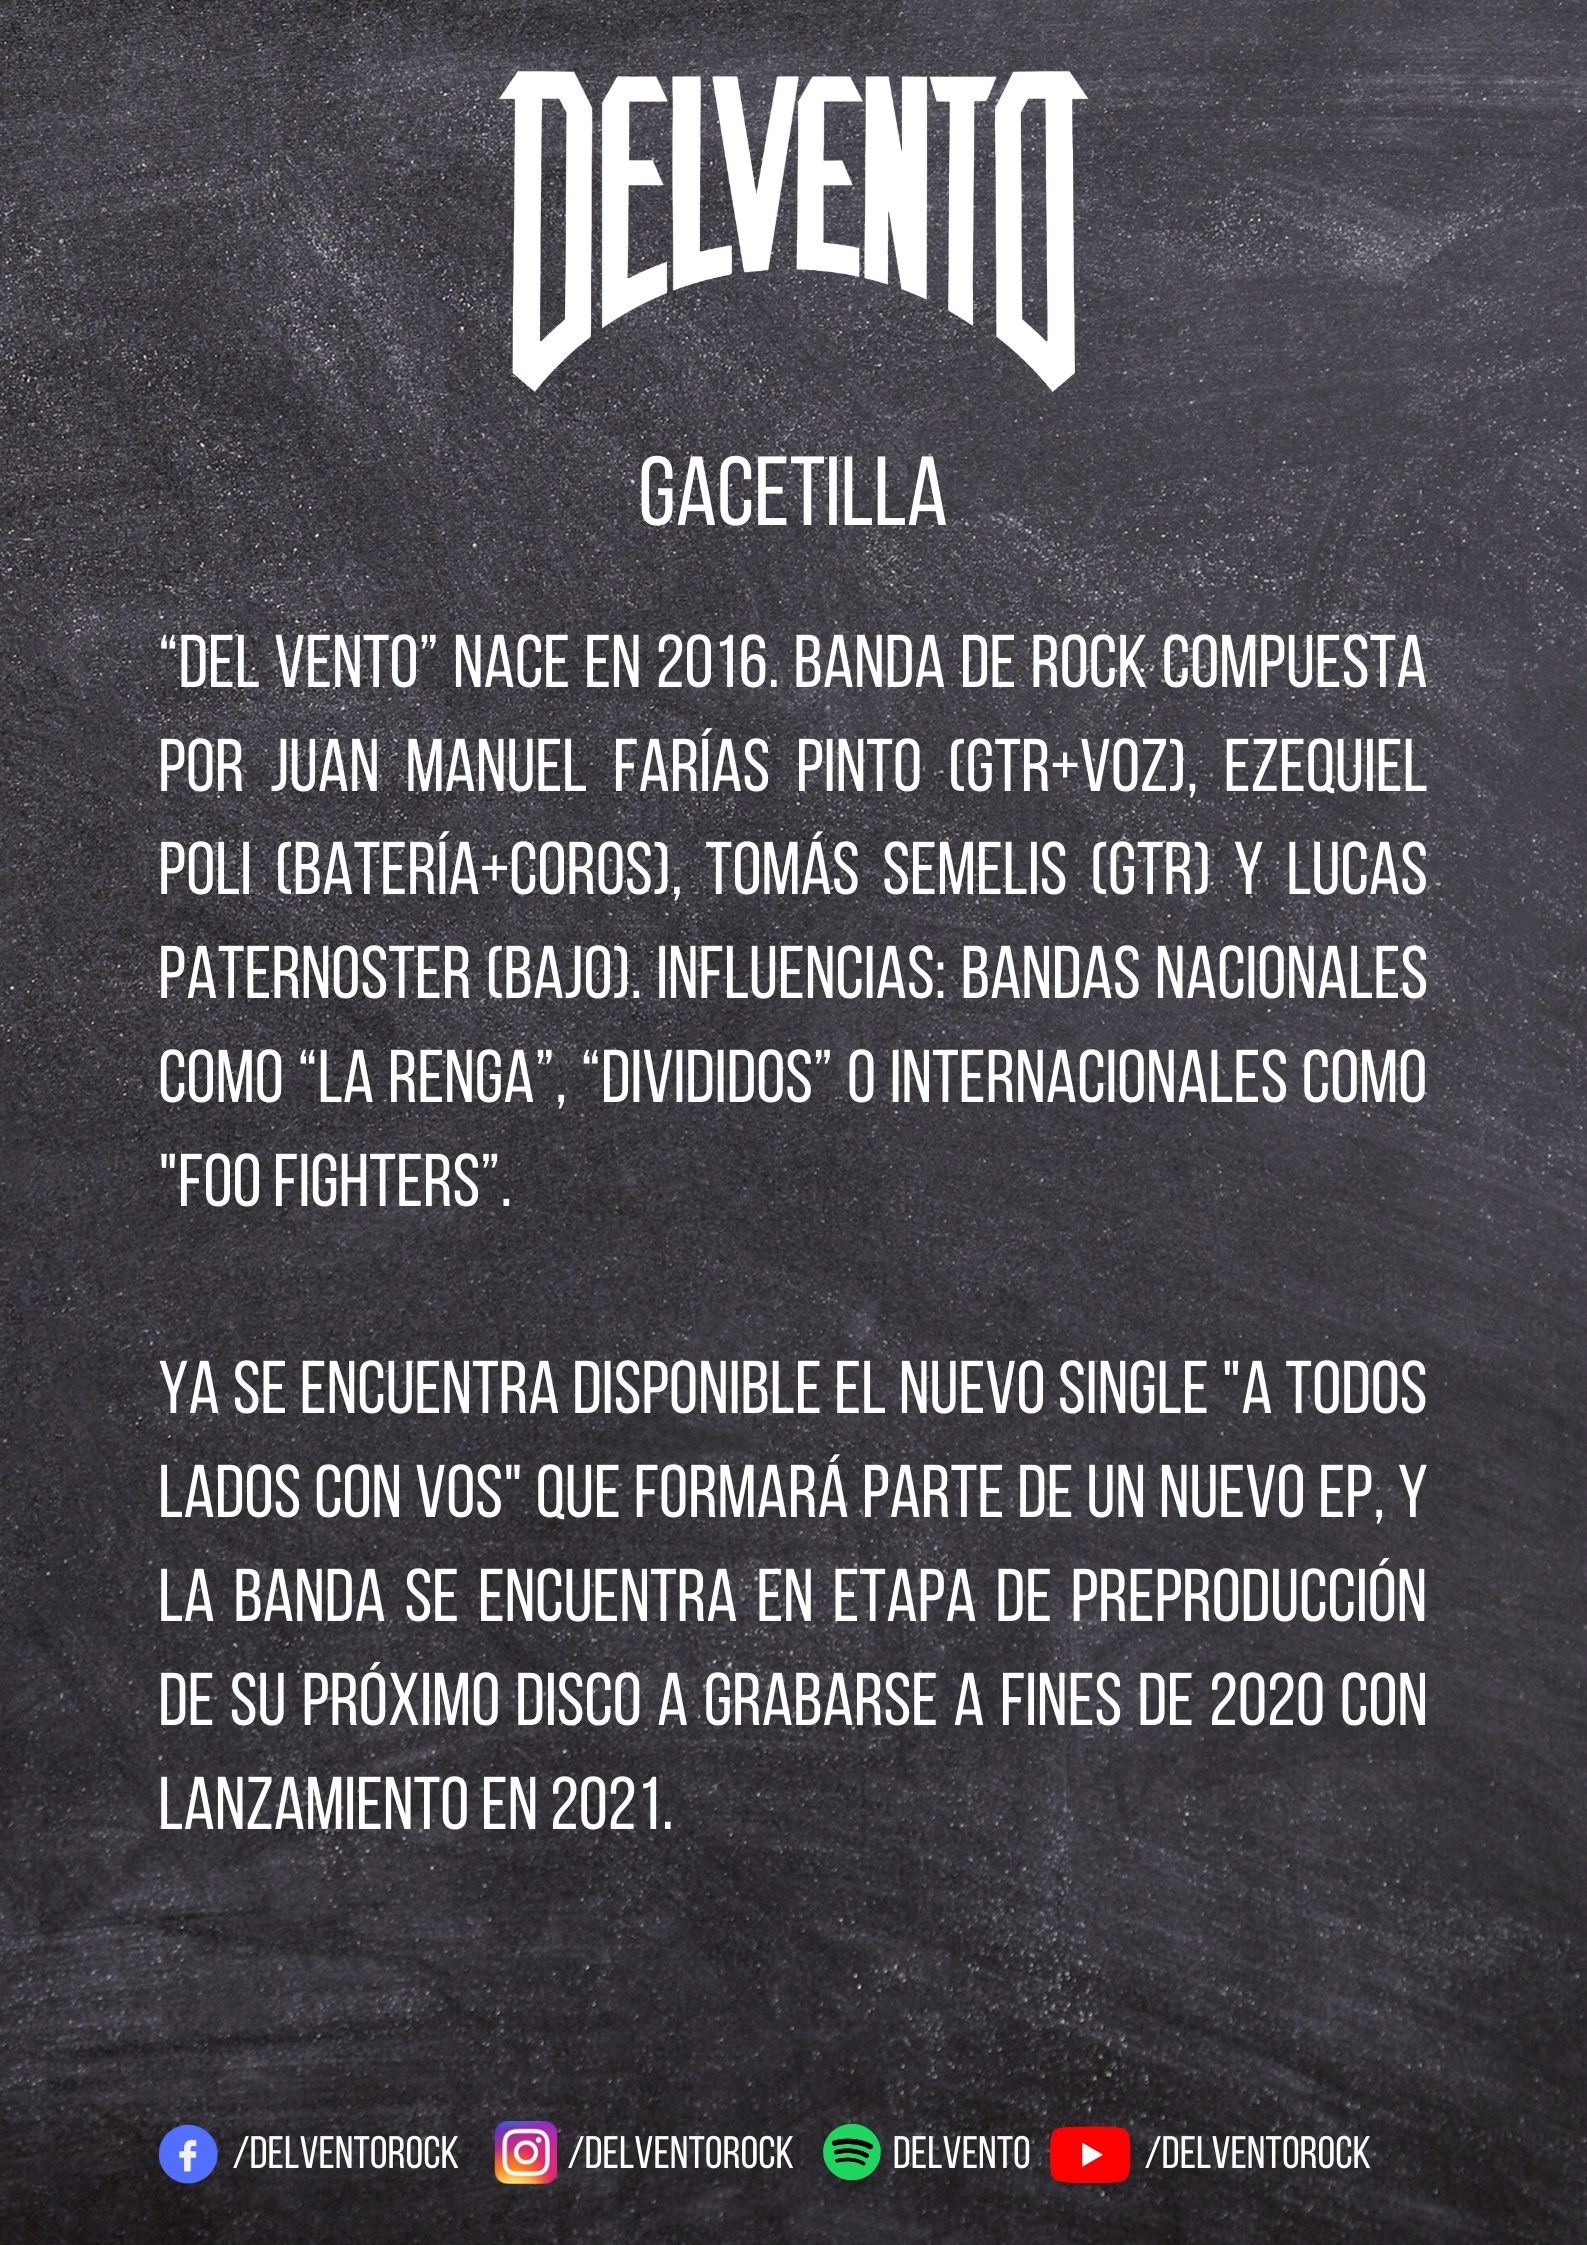 DELVENTO
GACETILLA
“DEL VENTO” NACE EN 2016. BANDA DE ROCK COMPUESTA
POR JUAN MANUEL FARÍAS PINTO (GTR+VOZ), EZEQUIEL
POLI (BATERÍA+COROS), TOMÁS SEMELIS (GTR) Y LUCAS
PATERNOSTER (BAJO). INFLUENCIAS: BANDAS NACIONALES
COMO “LA RENGA”, “DIVIDIDOS” O INTERNACIONALES COMO
"FOO FIGHTERS”.
YA SE ENCUENTRA DISPONIBLE EL NUEVO SINGLE "A TODOS
LADOS CON VOS" QUE FORMARÁ PARTE DE UN NUEVO EP, Y
LA BANDA SE ENCUENTRA EN ETAPA DE PREPRODUCCIÓN
DE SU PRÓXIMO DISCO A GRABARSE A FINES DE 2020 CON
LANZAMIENTO EN 2021.
/DELVENTOROCK /DELVENTOROCK DELVENTO /DELVENTOROCK